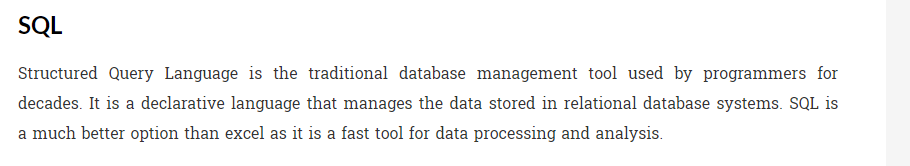 SQL
Structured Query Language is the traditional database management tool used by programmers for
decades. It is a declarative language that manages the data stored in relational database systems. SQL is
a much better option than excel as it is a fast tool for data processing and analysis.